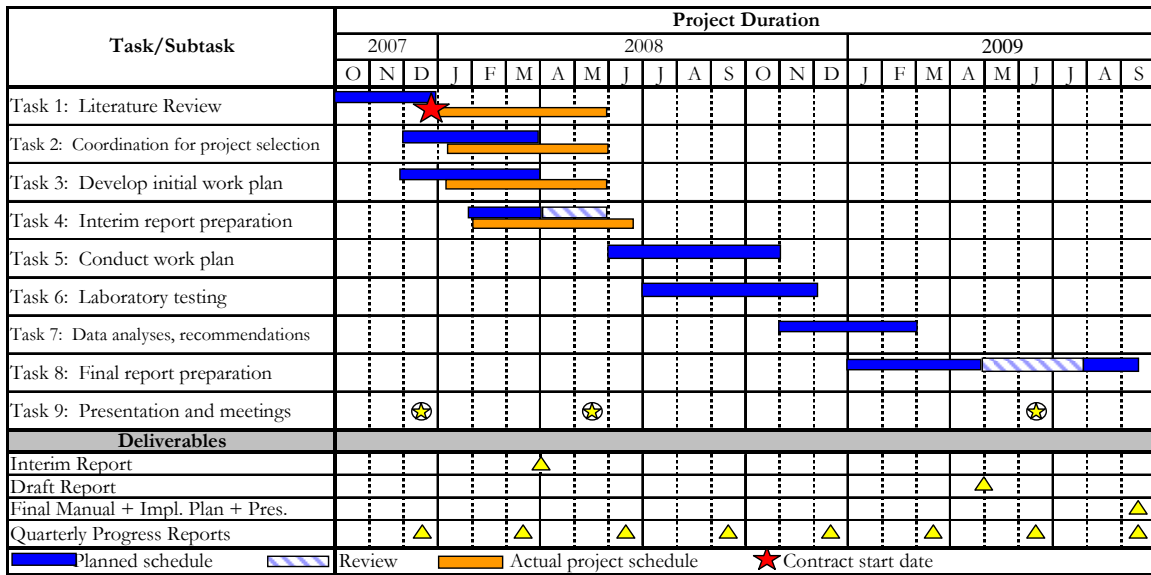 Task/Subtask
Project Duration
2007 2008 2009
O N D J F M A M J J A S O N D J F M A M J J A S
Task 1: Literature Review
Task 2: Coordination for project selection
Task 3: Develop initial work plan
Task 4: Interim report preparation
Task 5: Conduct work plan
Task 6: Laboratory testing
Task 7: Data analyses, recommendations
Task 8: Final report preparation
Task 9: Presentation and meetings
Deliverables
Interim Report
Draft Report
Final Manual + Impl. Plan + Pres.
Quarterly Progress Reports
Planned schedule Review Actual project schedule Contract start date